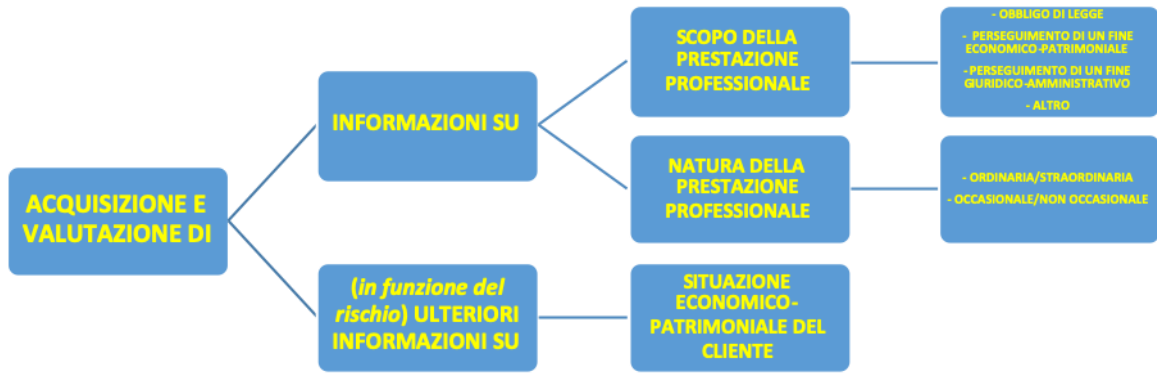 ACQUISIZIONE E
VALUTAZIONE DI
INFORMAZIONI SU
SCOPO DELLA
PRESTAZIONE
PROFESSIONALE
- OBBLIGO DI LEGGE
- PERSEGUIMENTO DI UN FINE
ECONOMICO-PATRIMONIALE
-PERSEGUIMENTO DI UN FINE
GIURIDICO-AMMINISTRATIVO
- ALTRO
NATURA DELLA
PRESTAZIONE
PROFESSIONALE
- ORDINARIA/STRAORDINARIA
- OCCASIONALE/NON OCCASIONALE
(in funzione del
rischio) ULTERIORI
INFORMAZIONI SU
SITUAZIONE
ECONOMICO-
PATRIMONIALE DEL
CLIENTE